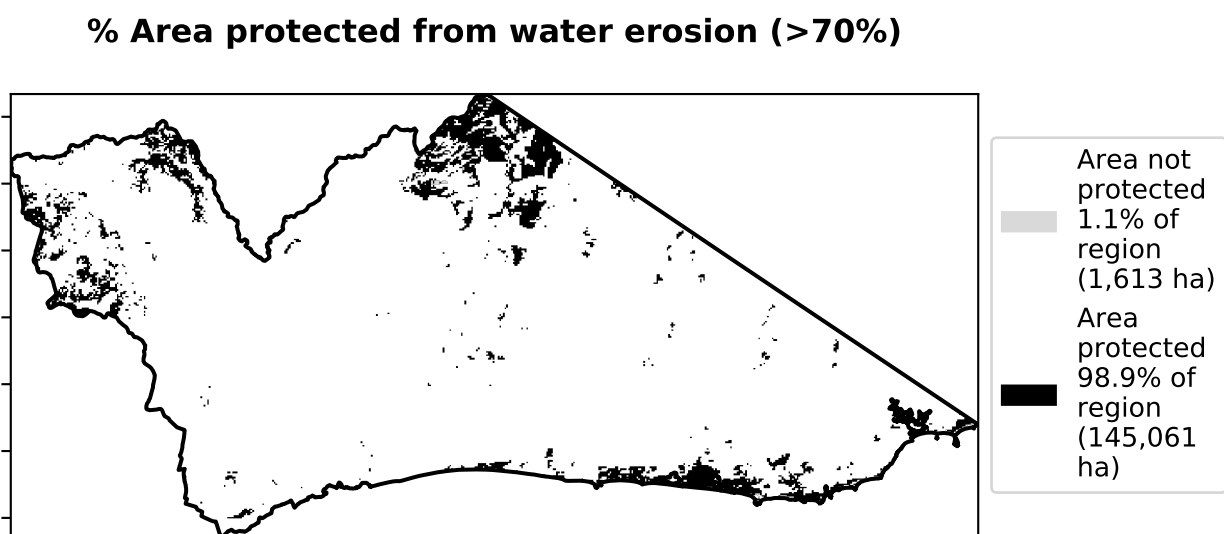 % Area protected from water erosion (>70%)
Area not
protected
1.1% of
region
(1,613 ha)
Area
protected
98.9% of
region
(145,061
ha)